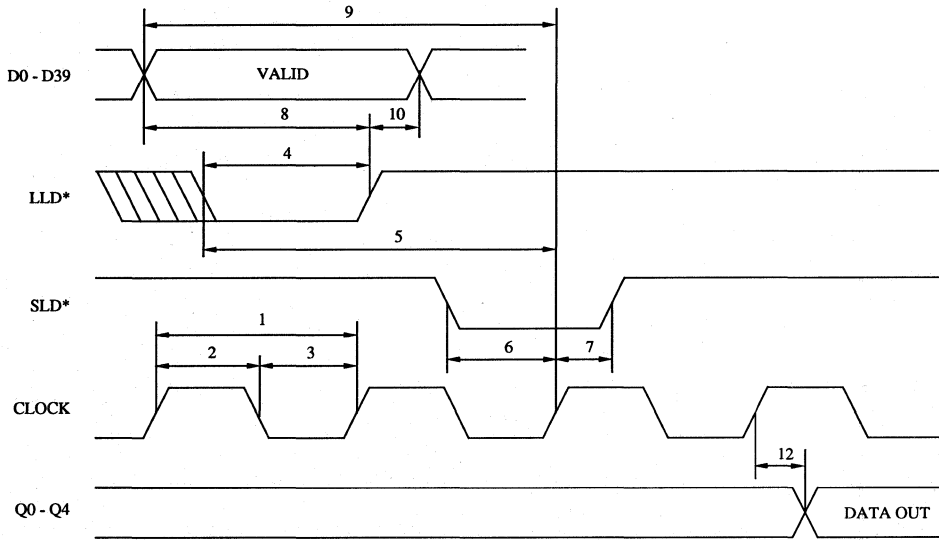 9
D0 - D39
VALID
8
10
4
LLD*
5
SLD*
1
6
7
2
3
CLOCK
12
Q0 - Q4
DATA OUT